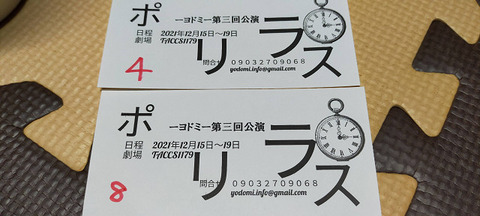 ポリラス
一ヨドミー第三回公演
日程 2021年12月15日〜19日
劇場 TACCS1179
問合せ 09032709068
yodomi.info@gmail.com
4
ポリラス
一ヨドミー第三回公演
日程 2021年12月15日〜19日
劇場 TACCS1179
問合せ 09032709068
yodomi.info@gmail.com
8